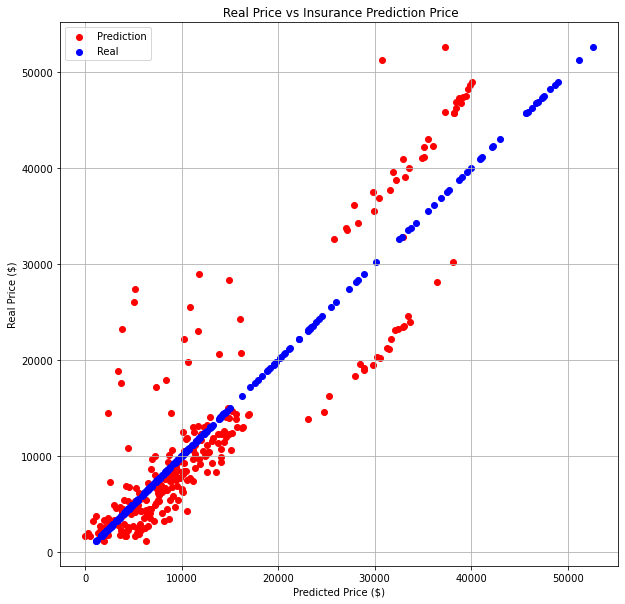 Real Price vs Insurance Prediction Price
Prediction
Real
50000
40000
30000
20000
10000
0
Real Price ($)
0 10000 20000 30000 40000 50000
Predicted Price ($)